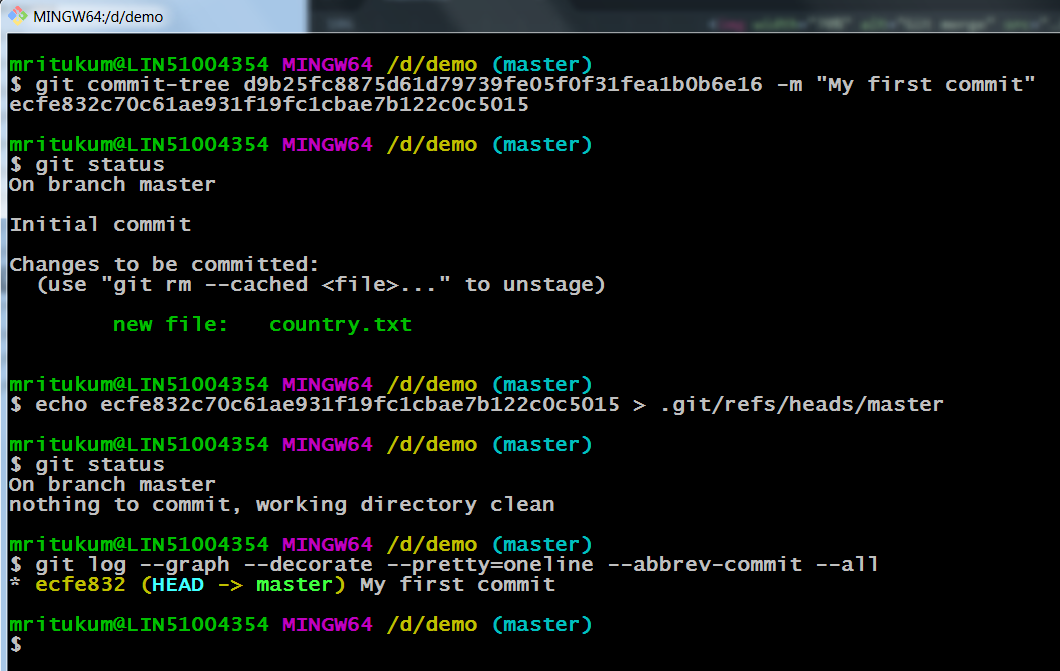 MINGW64:/d/demo
mritukum@LIN51004354 MINGW64 /d/demo (master)
$ git commit-tree d9b25fc8875d61d79739fe05f0f31fea1b0b6e16 -m "My first commit"
ecfe832c70c61ae931f19fc1cbae7b122c0c5015
mritukum@LIN51004354 MINGW64 /d/demo (master)
$ git status
On branch master
Initial commit
Changes to be committed:
  (use "git rm --cached <file>..." to unstage)
        new file:   country.txt
mritukum@LIN51004354 MINGW64 /d/demo (master)
$ echo ecfe832c70c61ae931f19fc1cbae7b122c0c5015 > .git/refs/heads/master
mritukum@LIN51004354 MINGW64 /d/demo (master)
$ git status
On branch master
nothing to commit, working directory clean
mritukum@LIN51004354 MINGW64 /d/demo (master)
$ git log --graph --decorate --pretty=oneline --abbrev-commit --all
* ecfe832 (HEAD -> master) My first commit
mritukum@LIN51004354 MINGW64 /d/demo (master)
$